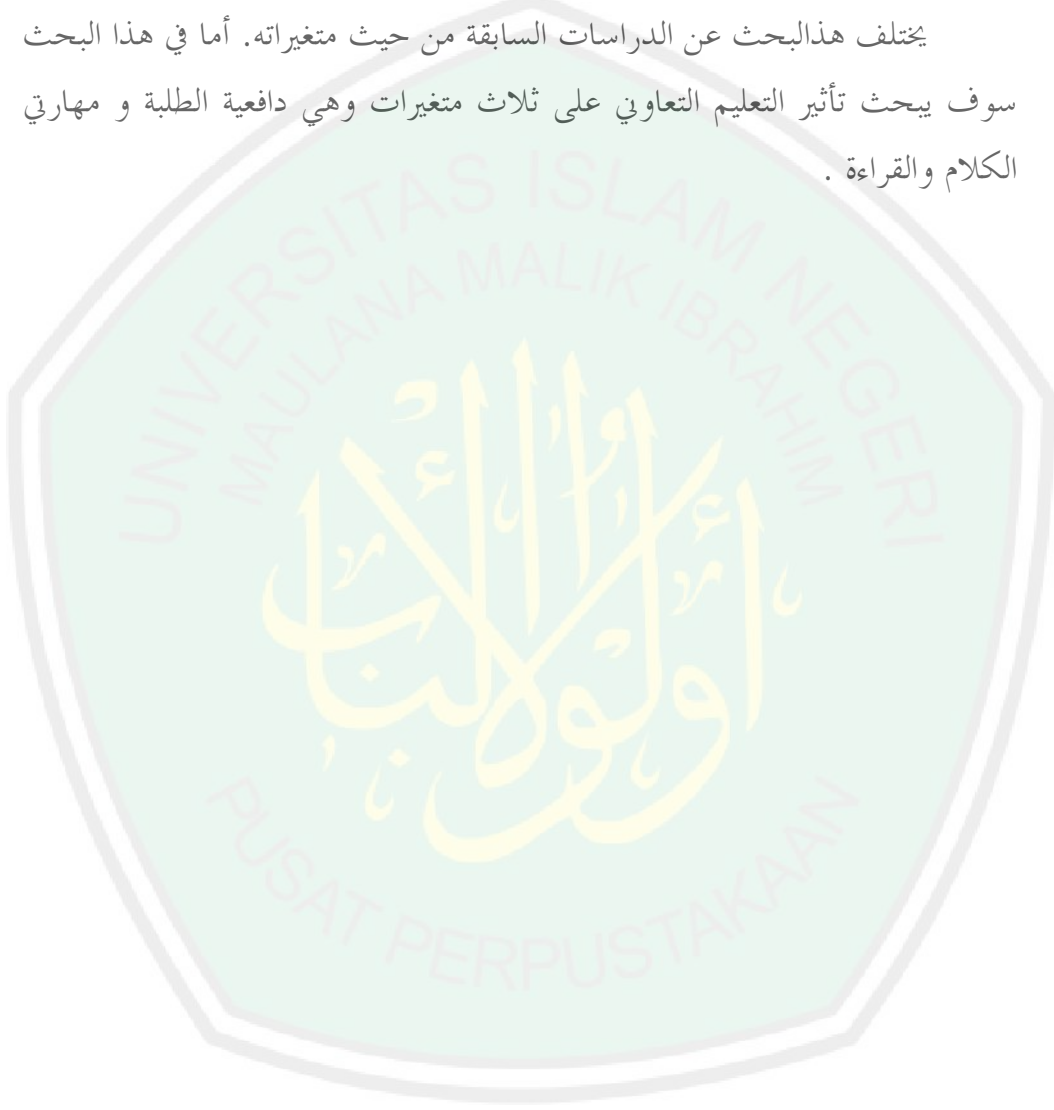 يختلف هذالبحث عن الدراسات السابقة من حيث متغيراته. أما في هذا البحث
سوف يبحث تأثير التعليم التعاوني على ثلاث متغيرات وهي دافعية الطلبة و مهارتي
الكلام والقراءة .
UNIVERSITAS ISLAM NEGERI
MAULANA MALIK IBRAHIM
أولوا الألباب
PUSAT PERPUSTAKAAN